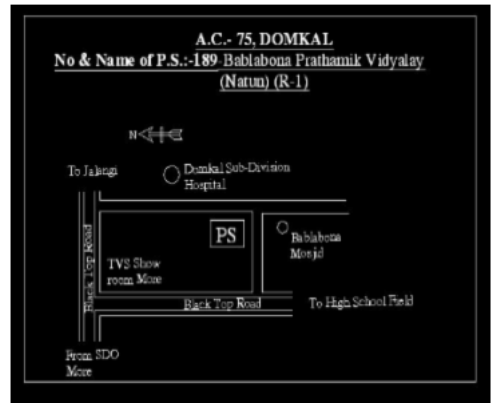 A.C.- 75, DOMKAL
No & Name of P.S.:-189-Bablabona Prathamik Vidyalay
(Natun) (R-1)
N
To Jalangi
Domkal Sub-Division
Hospital
Black Top Road
PS
Bablabona
Mosjid
TVS Show
room More
Black Top Road
To High School Field
From SDO
More